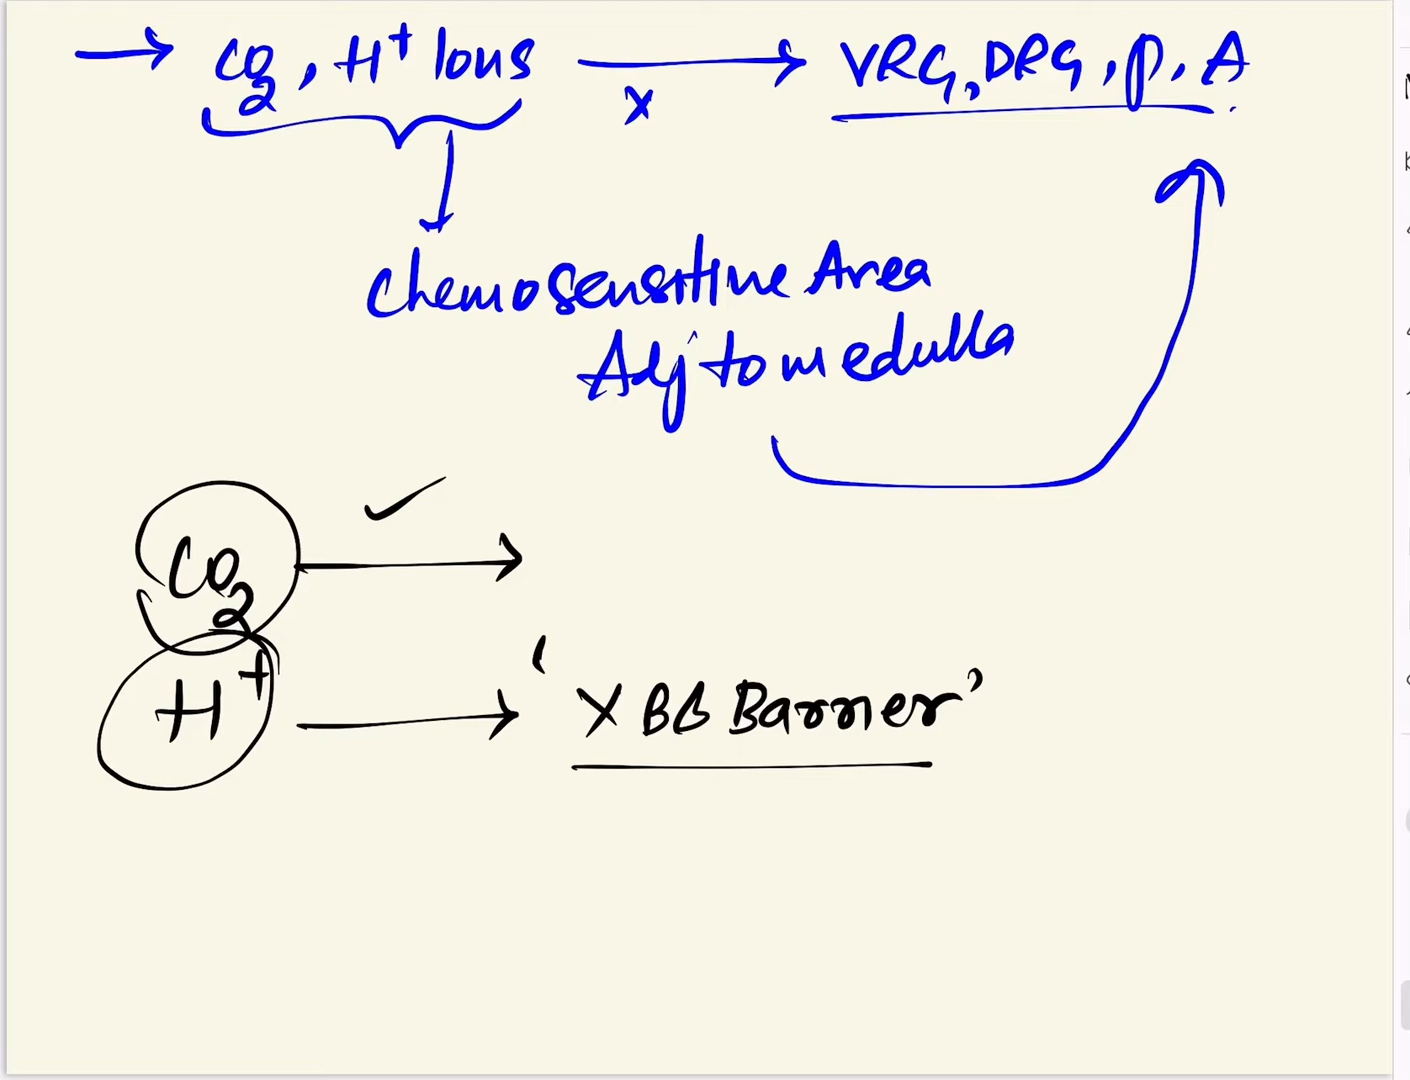 → CO2, H+ Ions → VRG, DRG, P, A.
x
Chemosensitive Area
Adj to medulla
CO2 ✓ →
H+ → ‘ X BB Barrier ’